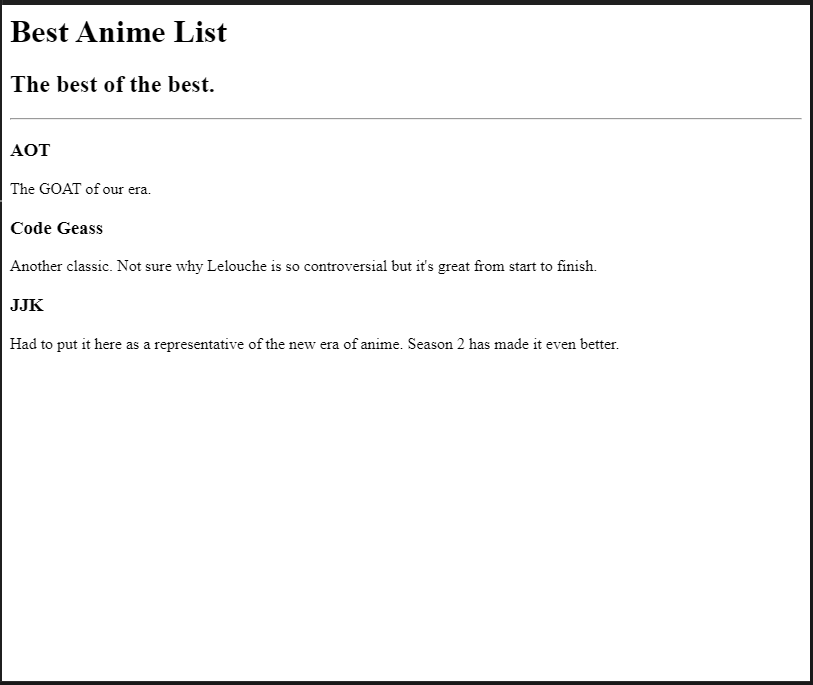 Best Anime List
The best of the best.
AOT
The GOAT of our era.
Code Geass
Another classic. Not sure why Lelouche is so controversial but it's great from start to finish.
JJK
Had to put it here as a representative of the new era of anime. Season 2 has made it even better.